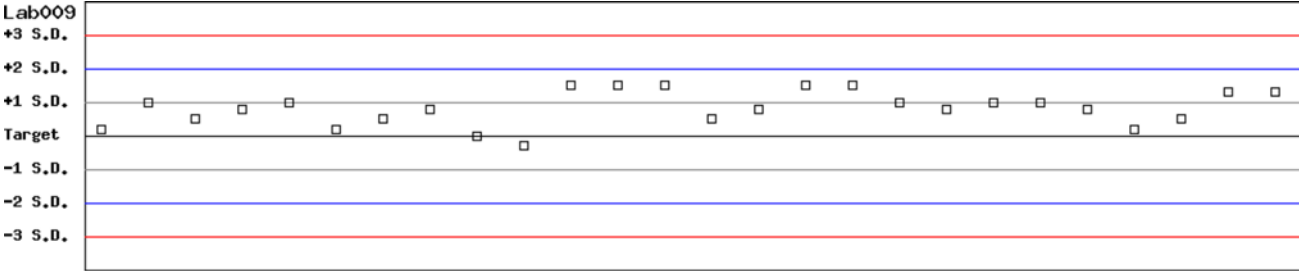 Lab009
+3 S.D.
+2 S.D.
+1 S.D.
Target
-1 S.D.
-2 S.D.
-3 S.D.